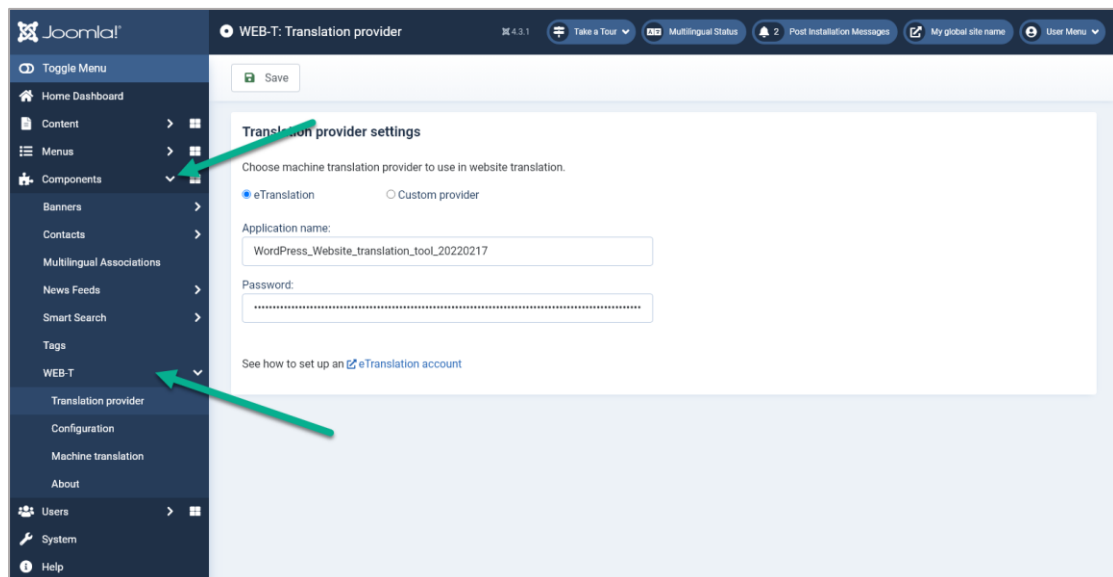 Joomla!®
WEB-T: Translation provider
4.3.1
Take a Tour
Multilingual Status
2 Post Installation Messages
My global site name
User Menu
Toggle Menu
Home Dashboard
Content
Menus
Components
Banners
Contacts
Multilingual Associations
News Feeds
Smart Search
Tags
WEB-T
Translation provider
Configuration
Machine translation
About
Users
System
Help
Save
Translation provider settings
Choose machine translation provider to use in website translation.
eTranslation Custom provider
Application name:
WordPress_Website_translation_tool_20220217
Password:
See how to set up an eTranslation account